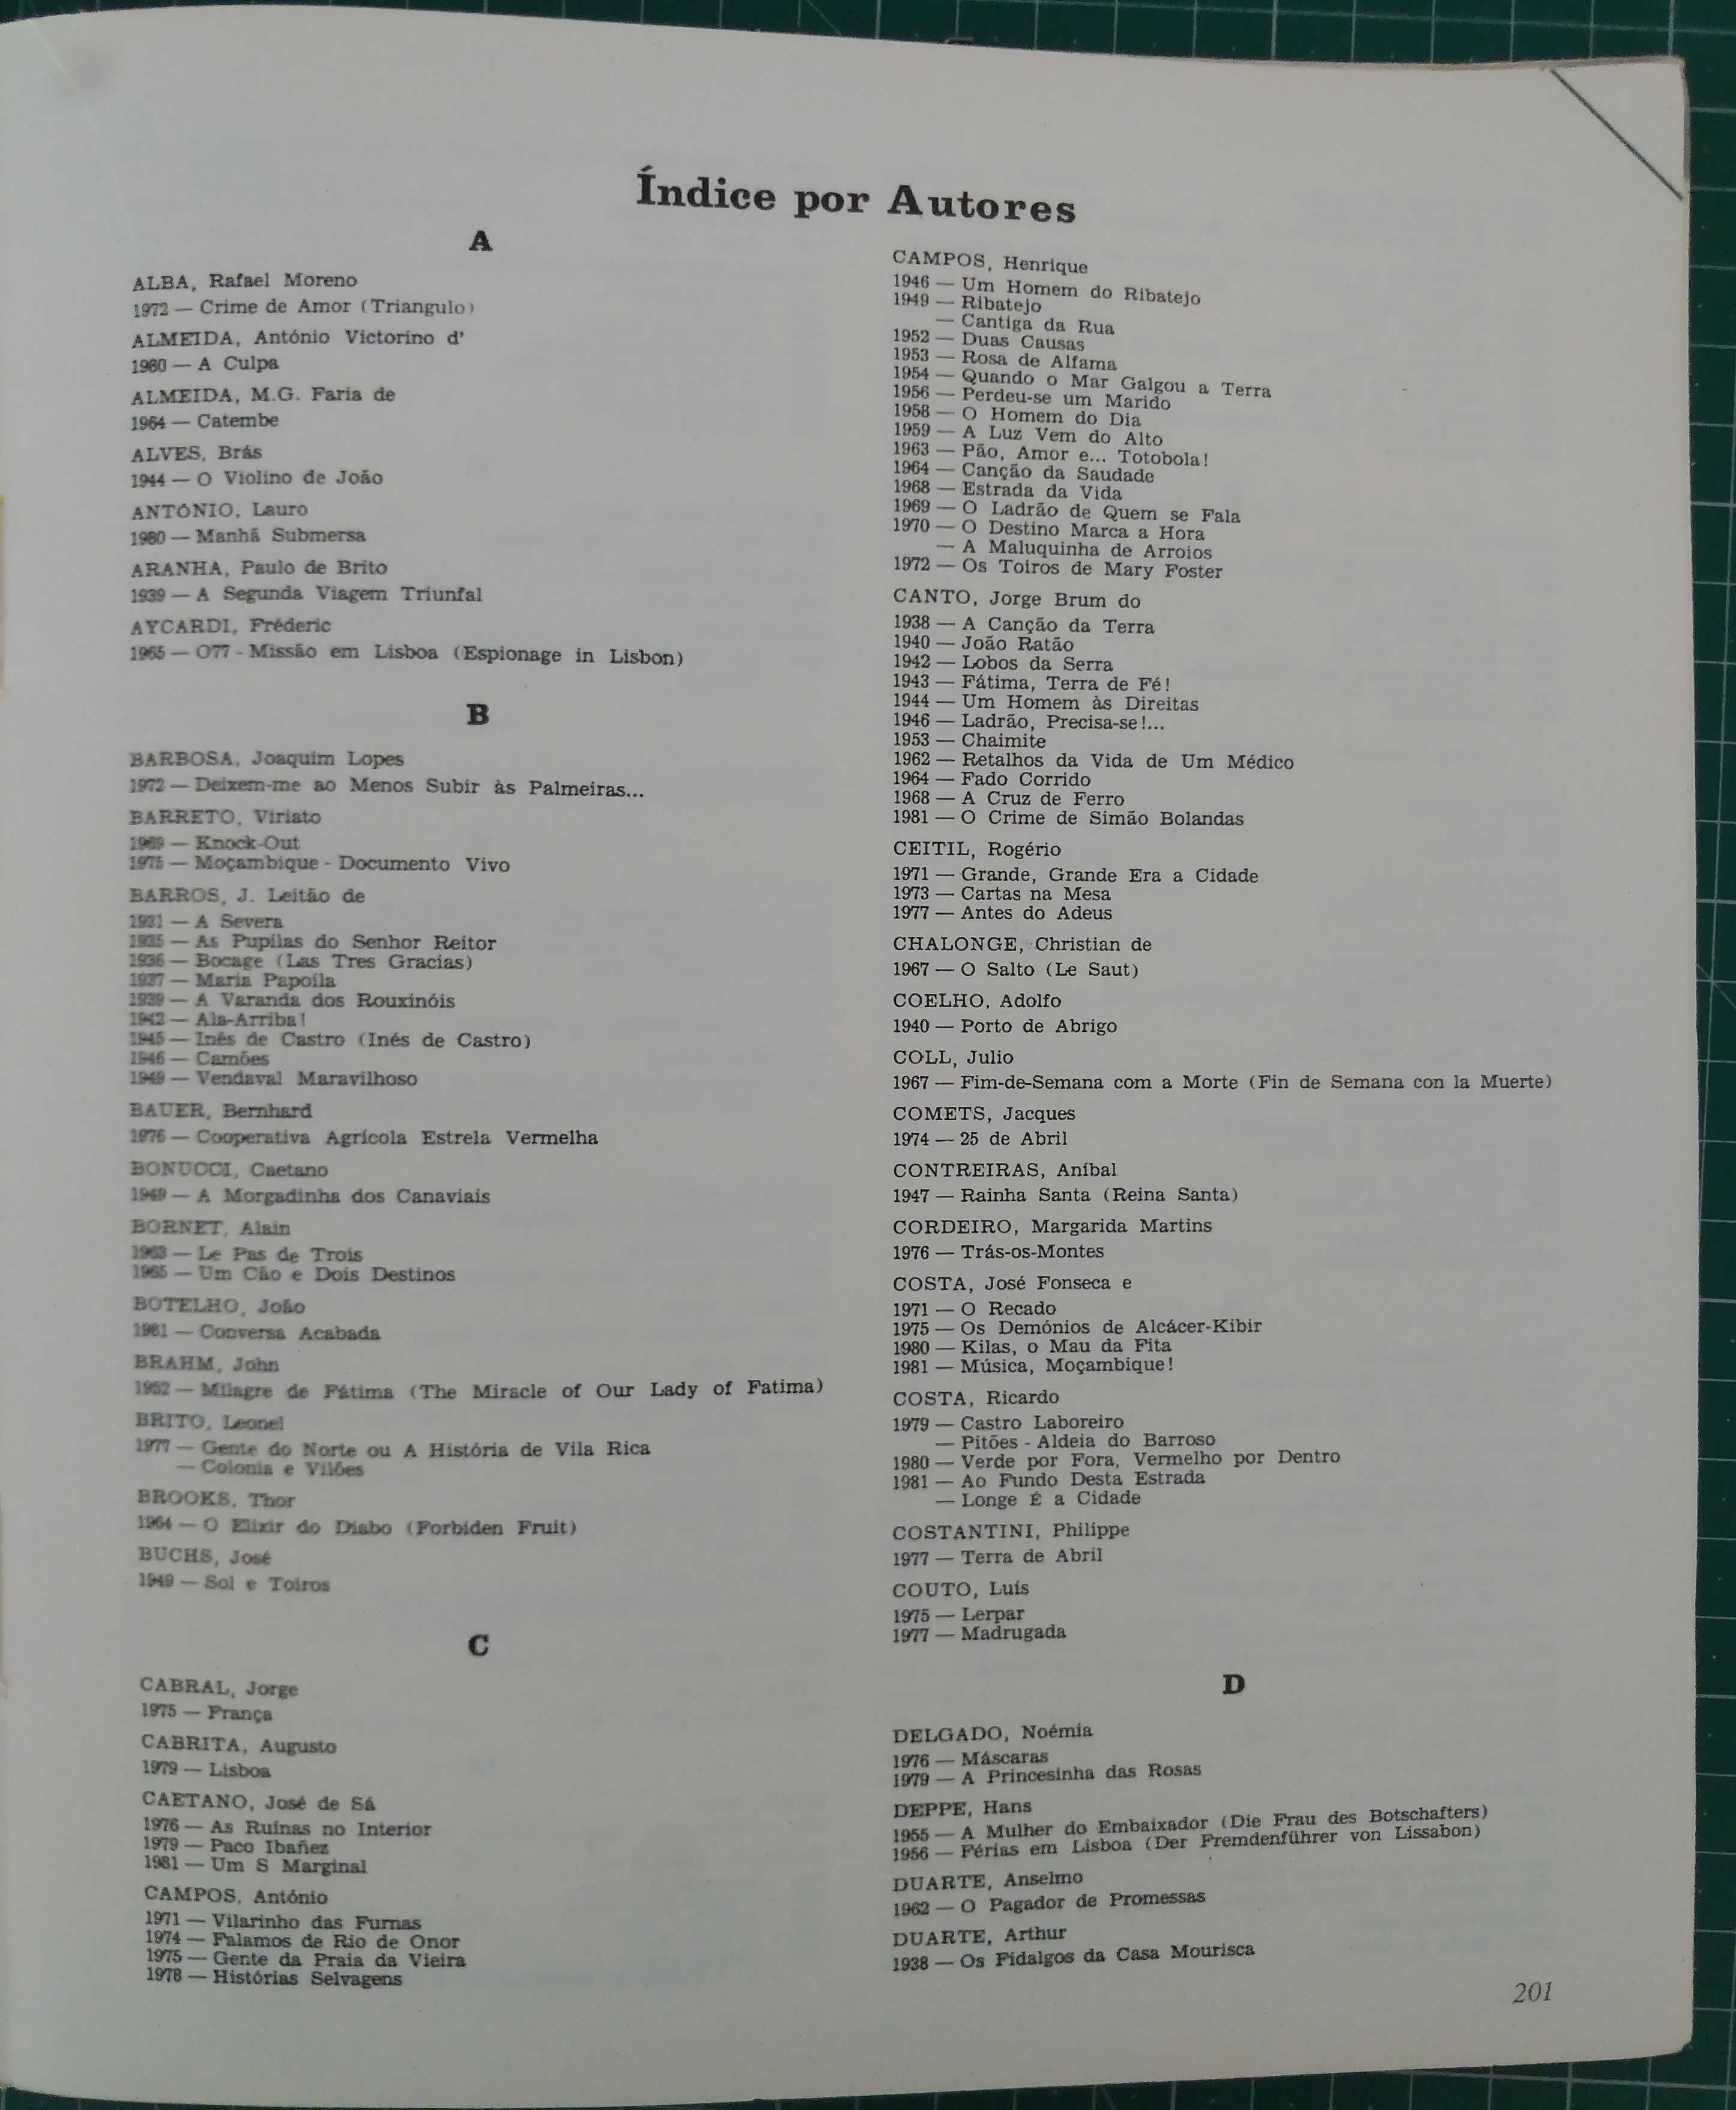 Índice por Autores
A
ALBA, Rafael Moreno
1972 — Crime de Amor (Triangulo)
ALMEIDA, António Victorino d'
1980 — A Culpa
ALMEIDA, M.G. Faria de
1964 — Catembe
ALVES, Brás
1944 — O Violino de João
ANTÓNIO, Lauro
1980 — Manhã Submersa
ARANHA, Paulo de Brito
1939 — A Segunda Viagem Triunfal
AYCARDI, Fréderic
1965 — O77 - Missão em Lisboa (Espionage in Lisbon)
B
BARBOSA, Joaquim Lopes
1972 — Deixem-me ao Menos Subir às Palmeiras...
BARRETO, Viriato
1969 — Knock-Out
1975 — Moçambique - Documento Vivo
BARROS, J. Leitão de
1931 — A Severa
1935 — As Pupilas do Senhor Reitor
1936 — Bocage (Las Tres Gracias)
1937 — Maria Papoila
1939 — A Varanda dos Rouxinóis
1942 — Ala-Arriba!
1945 — Inês de Castro (Inés de Castro)
1946 — Camões
1949 — Vendaval Maravilhoso
BAUER, Bernhard
1976 — Cooperativa Agrícola Estrela Vermelha
BONUCCI, Caetano
1949 — A Morgadinha dos Canaviais
BORNET, Alain
1963 — Le Pas de Trois
1965 — Um Cão e Dois Destinos
BOTELHO, João
1981 — Conversa Acabada
BRAHM, John
1952 — Milagre de Fátima (The Miracle of Our Lady of Fatima)
BRITO, Leonel
1977 — Gente do Norte ou A História de Vila Rica
— Colonia e Vilões
BROOKS, Thor
1964 — O Elixir do Diabo (Forbiden Fruit)
BUCHS, José
1949 — Sol e Toiros
C
CABRAL, Jorge
1975 — França
CABRITA, Augusto
1979 — Lisboa
CAETANO, José de Sá
1976 — As Ruínas no Interior
1979 — Paco Ibañez
1981 — Um S Marginal
CAMPOS, António
1971 — Vilarinho das Furnas
1974 — Falamos de Rio de Onor
1975 — Gente da Praia da Vieira
1978 — Histórias Selvagens
CAMPOS, Henrique
1946 — Um Homem do Ribatejo
1949 — Ribatejo
— Cantiga da Rua
1952 — Duas Causas
1953 — Rosa de Alfama
1954 — Quando o Mar Galgou a Terra
1956 — Perdeu-se um Marido
1958 — O Homem do Dia
1959 — A Luz Vem do Alto
1963 — Pão, Amor e... Totobola!
1964 — Canção da Saudade
1968 — Estrada da Vida
1969 — O Ladrão de Quem se Fala
1970 — O Destino Marca a Hora
— A Maluquinha de Arroios
1972 — Os Toiros de Mary Foster
CANTO, Jorge Brum do
1938 — A Canção da Terra
1940 — João Ratão
1942 — Lobos da Serra
1943 — Fátima, Terra de Fé!
1944 — Um Homem às Direitas
1946 — Ladrão, Precisa-se!...
1953 — Chaimite
1962 — Retalhos da Vida de Um Médico
1964 — Fado Corrido
1968 — A Cruz de Ferro
1981 — O Crime de Simão Bolandas
CEITIL, Rogério
1971 — Grande, Grande Era a Cidade
1973 — Cartas na Mesa
1977 — Antes do Adeus
CHALONGE, Christian de
1967 — O Salto (Le Saut)
COELHO, Adolfo
1940 — Porto de Abrigo
COLL, Julio
1967 — Fim-de-Semana com a Morte (Fin de Semana con la Muerte)
COMETS, Jacques
1974 — 25 de Abril
CONTREIRAS, Aníbal
1947 — Rainha Santa (Reina Santa)
CORDEIRO, Margarida Martins
1976 — Trás-os-Montes
COSTA, José Fonseca e
1971 — O Recado
1975 — Os Demónios de Alcácer-Kibir
1980 — Kilas, o Mau da Fita
1981 — Música, Moçambique!
COSTA, Ricardo
1979 — Castro Laboreiro
— Pitões - Aldeia do Barroso
1980 — Verde por Fora, Vermelho por Dentro
1981 — Ao Fundo Desta Estrada
— Longe É a Cidade
COSTANTINI, Philippe
1977 — Terra de Abril
COUTO, Luís
1975 — Lerpar
1977 — Madrugada
D
DELGADO, Noémia
1976 — Máscaras
1979 — A Princesinha das Rosas
DEPPE, Hans
1955 — A Mulher do Embaixador (Die Frau des Botschafters)
1956 — Férias em Lisboa (Der Fremdenführer von Lissabon)
DUARTE, Anselmo
1962 — O Pagador de Promessas
DUARTE, Arthur
1938 — Os Fidalgos da Casa Mourisca
201